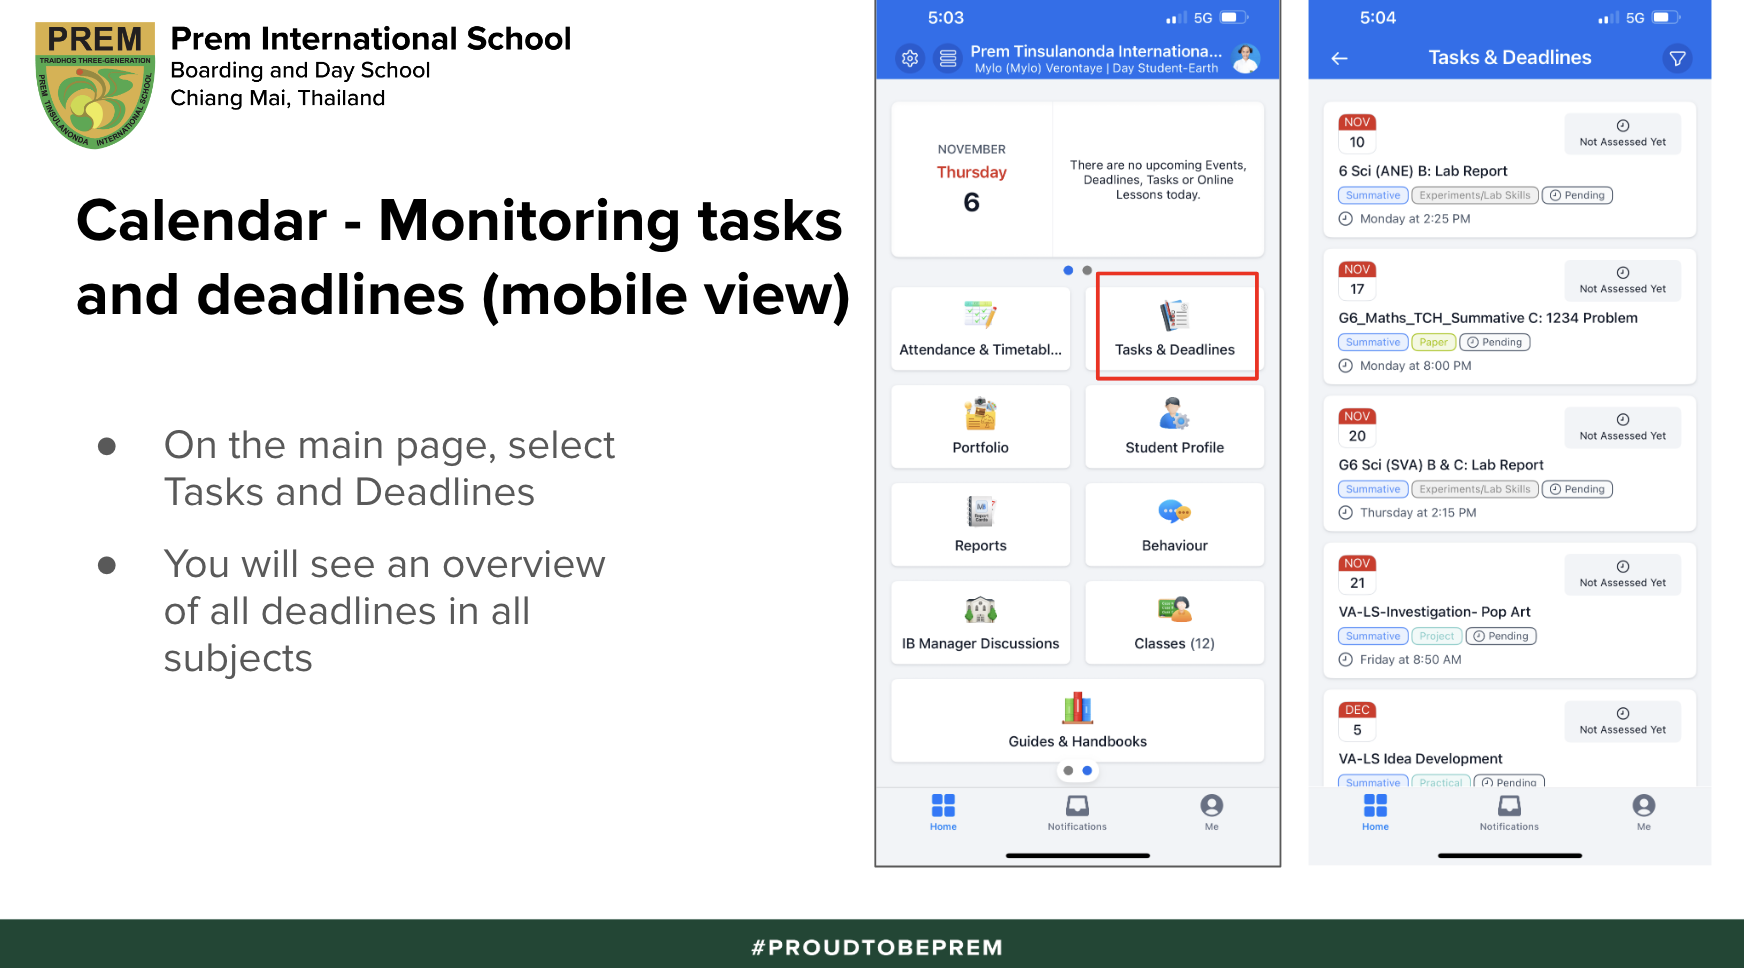 PREM
TRAIDHOS THREE-GENERATION
PREM TINSULANONDA INTERNATIONAL SCHOOL
Prem International School
Boarding and Day School
Chiang Mai, Thailand
Calendar - Monitoring tasks
and deadlines (mobile view)
● On the main page, select
Tasks and Deadlines
● You will see an overview
of all deadlines in all
subjects
5:03
5G
Prem Tinsulanonda Internationa...
Mylo (Mylo) Verontaye | Day Student-Earth
NOVEMBER
Thursday
6
There are no upcoming Events,
Deadlines, Tasks or Online
Lessons today.
Attendance & Timetabl...
Tasks & Deadlines
Portfolio
Student Profile
Reports
Behaviour
IB Manager Discussions
Classes (12)
Guides & Handbooks
Home
Notifications
Me
5:04
5G
Tasks & Deadlines
NOV
10
Not Assessed Yet
6 Sci (ANE) B: Lab Report
Summative Experiments/Lab Skills Pending
Monday at 2:25 PM
NOV
17
Not Assessed Yet
G6_Maths_TCH_Summative C: 1234 Problem
Summative Paper Pending
Monday at 8:00 PM
NOV
20
Not Assessed Yet
G6 Sci (SVA) B & C: Lab Report
Summative Experiments/Lab Skills Pending
Thursday at 2:15 PM
NOV
21
Not Assessed Yet
VA-LS-Investigation- Pop Art
Summative Project Pending
Friday at 8:50 AM
DEC
5
Not Assessed Yet
VA-LS Idea Development
Summative Practical Pending
Home
Notifications
Me
#PROUDTOBEPREM